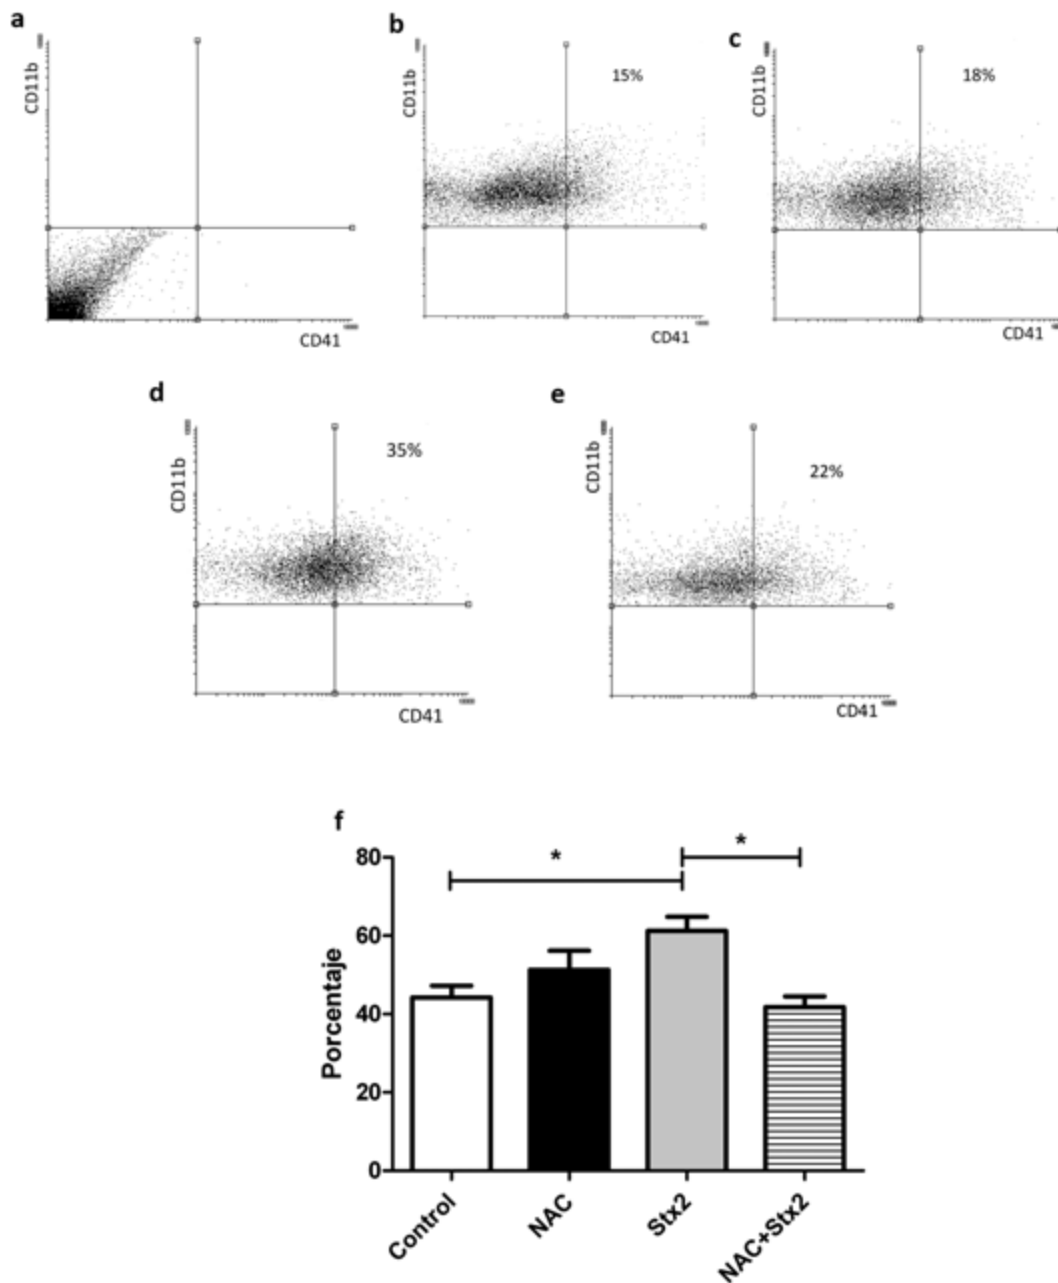 a
CD11b
CD41
b
CD11b
15%
CD41
c
CD11b
18%
CD41
d
CD11b
35%
CD41
e
CD11b
22%
CD41
f
Porcentaje
80
60
40
20
0
*
*
Control
NAC
Stx2
NAC+Stx2